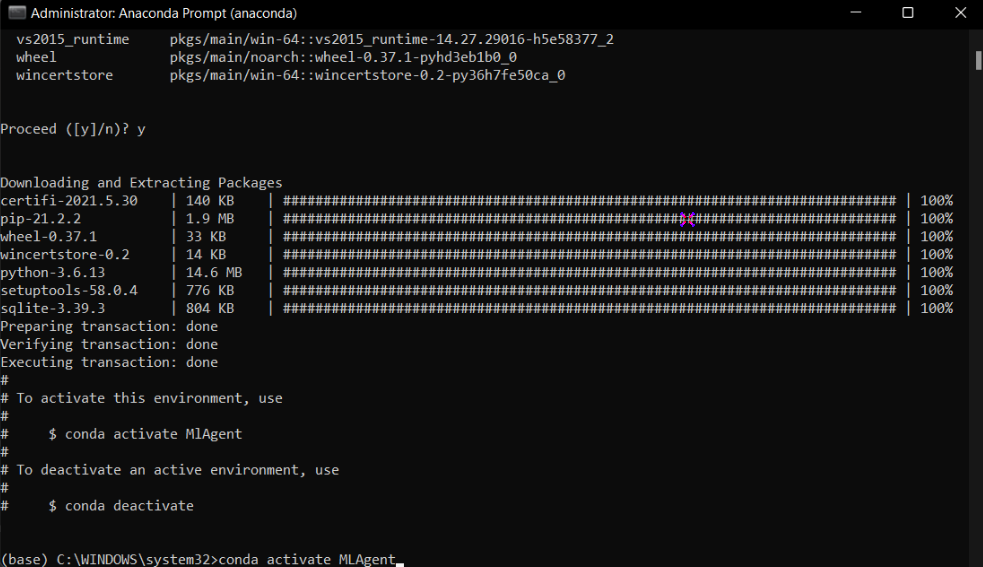 Administrator: Anaconda Prompt (anaconda)
vs2015_runtime     pkgs/main/win-64::vs2015_runtime-14.27.29016-h5e58377_2
wheel              pkgs/main/noarch::wheel-0.37.1-pyhd3eb1b0_0
wincertstore       pkgs/main/win-64::wincertstore-0.2-py36h7fe50ca_0
Proceed ([y]/n)? y
Downloading and Extracting Packages
certifi-2021.5.30    | 140 KB    | ############################################################################ | 100%
pip-21.2.2           | 1.9 MB    | ############################################################################ | 100%
wheel-0.37.1         | 33 KB     | ############################################################################ | 100%
wincertstore-0.2     | 14 KB     | ############################################################################ | 100%
python-3.6.13        | 14.6 MB   | ############################################################################ | 100%
setuptools-58.0.4    | 776 KB    | ############################################################################ | 100%
sqlite-3.39.3        | 804 KB    | ############################################################################ | 100%
Preparing transaction: done
Verifying transaction: done
Executing transaction: done
#
# To activate this environment, use
#
#     $ conda activate MlAgent
#
# To deactivate an active environment, use
#
#     $ conda deactivate
(base) C:\WINDOWS\system32>conda activate MLAgent